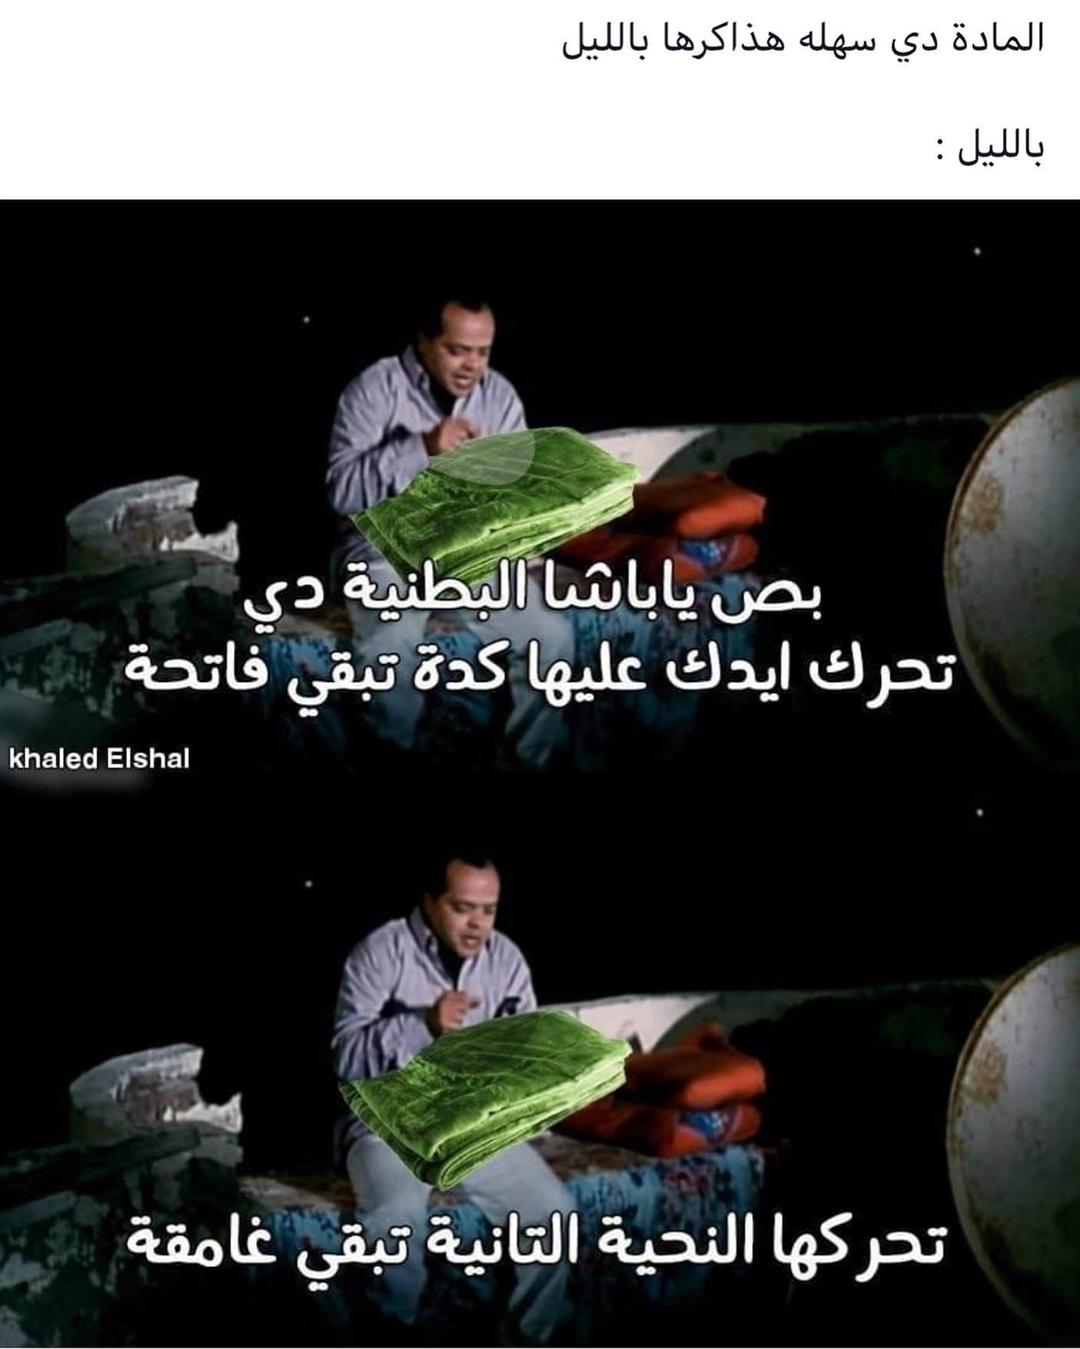 المادة دي سهله هذاكرها بالليل
بالليل :
بص ياباشا البطنية دي
تحرك ايدك عليها كدة تبقي فاتحة
khaled Elshal
تحركها النحية التانية تبقي غامقة